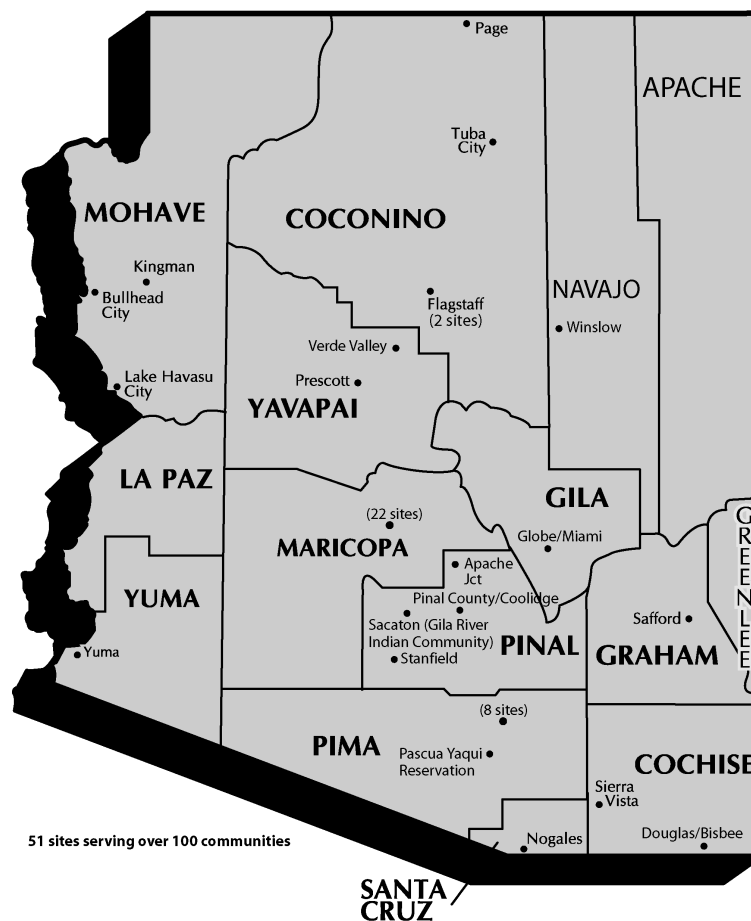 Page
APACHE
Tuba
City
MOHAVE
COCONINO
Kingman
Bullhead
City
NAVAJO
Flagstaff
(2 sites)
Winslow
Verde Valley
Lake Havasu
City
Prescott
YAVAPAI
LA PAZ
GILA
(22 sites)
GREENLEE
Globe/Miami
MARICOPA
Apache
Jct
YUMA
Pinal County/Coolidge
Sacaton (Gila River
Indian Community)
Safford
PINAL
Yuma
Stanfield
GRAHAM
(8 sites)
PIMA
Pascua Yaqui
Reservation
COCHISE
Sierra
Vista
51 sites serving over 100 communities
Nogales
Douglas/Bisbee
SANTA
CRUZ